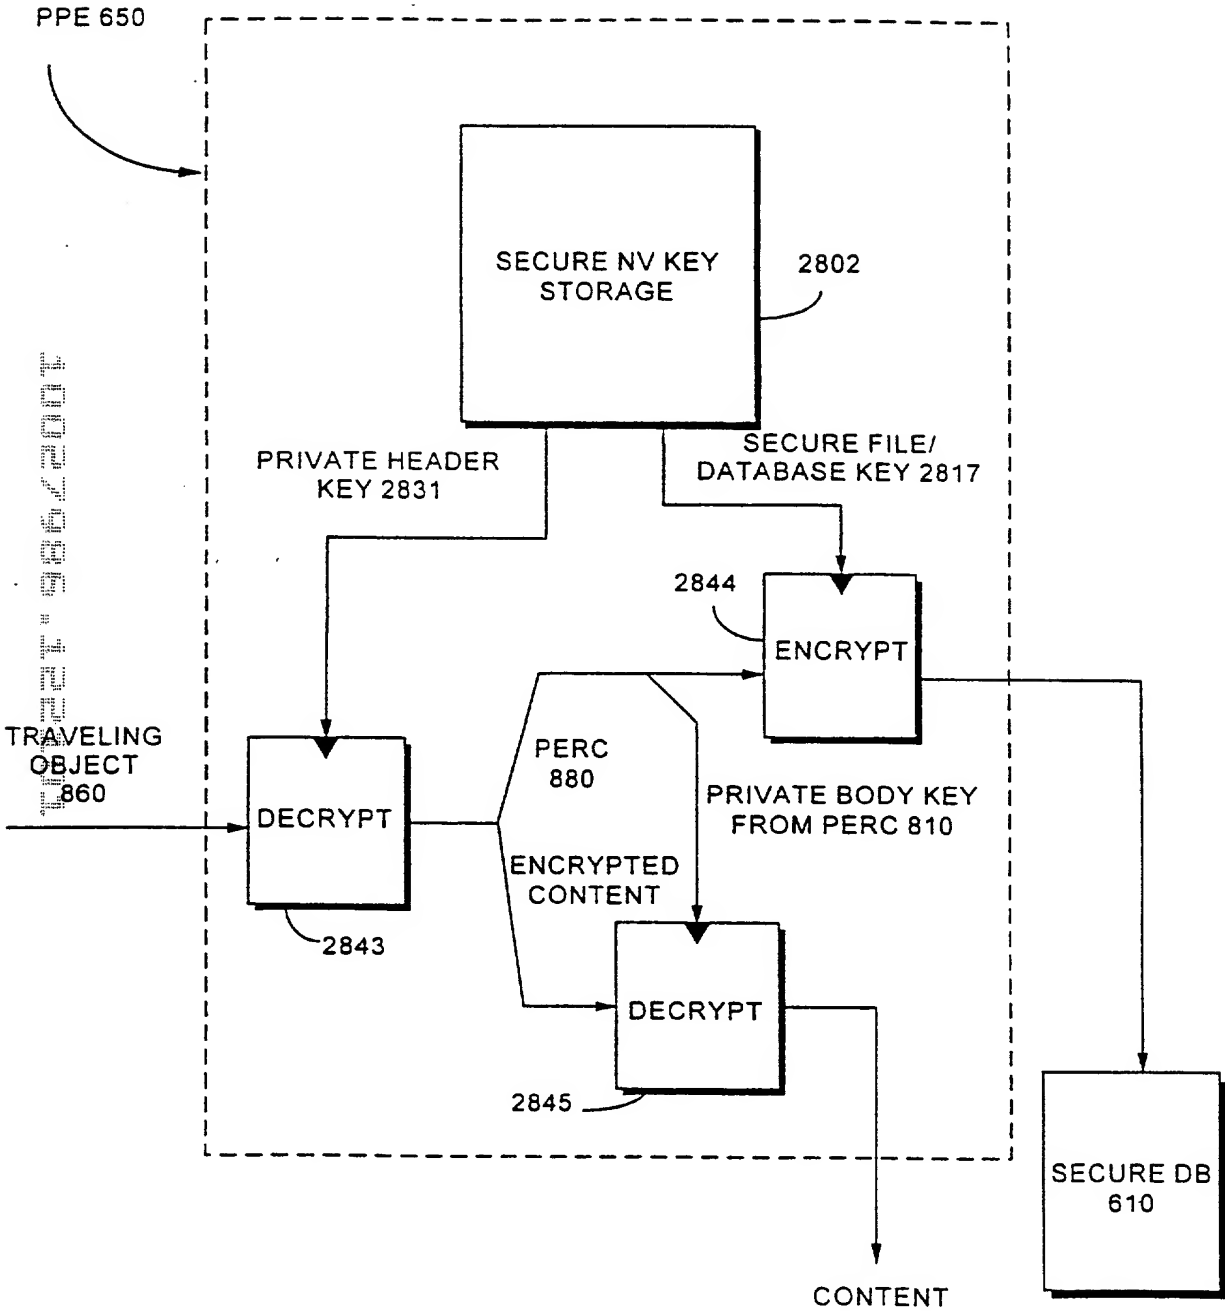 PPE 650
SECURE NV KEY
STORAGE
2802
PRIVATE HEADER
KEY 2831
SECURE FILE/
DATABASE KEY 2817
2844
ENCRYPT
TRAVELING
OBJECT
860
DECRYPT
2843
PERC
880
PRIVATE BODY KEY
FROM PERC 810
ENCRYPTED
CONTENT
DECRYPT
2845
SECURE DB
610
CONTENT